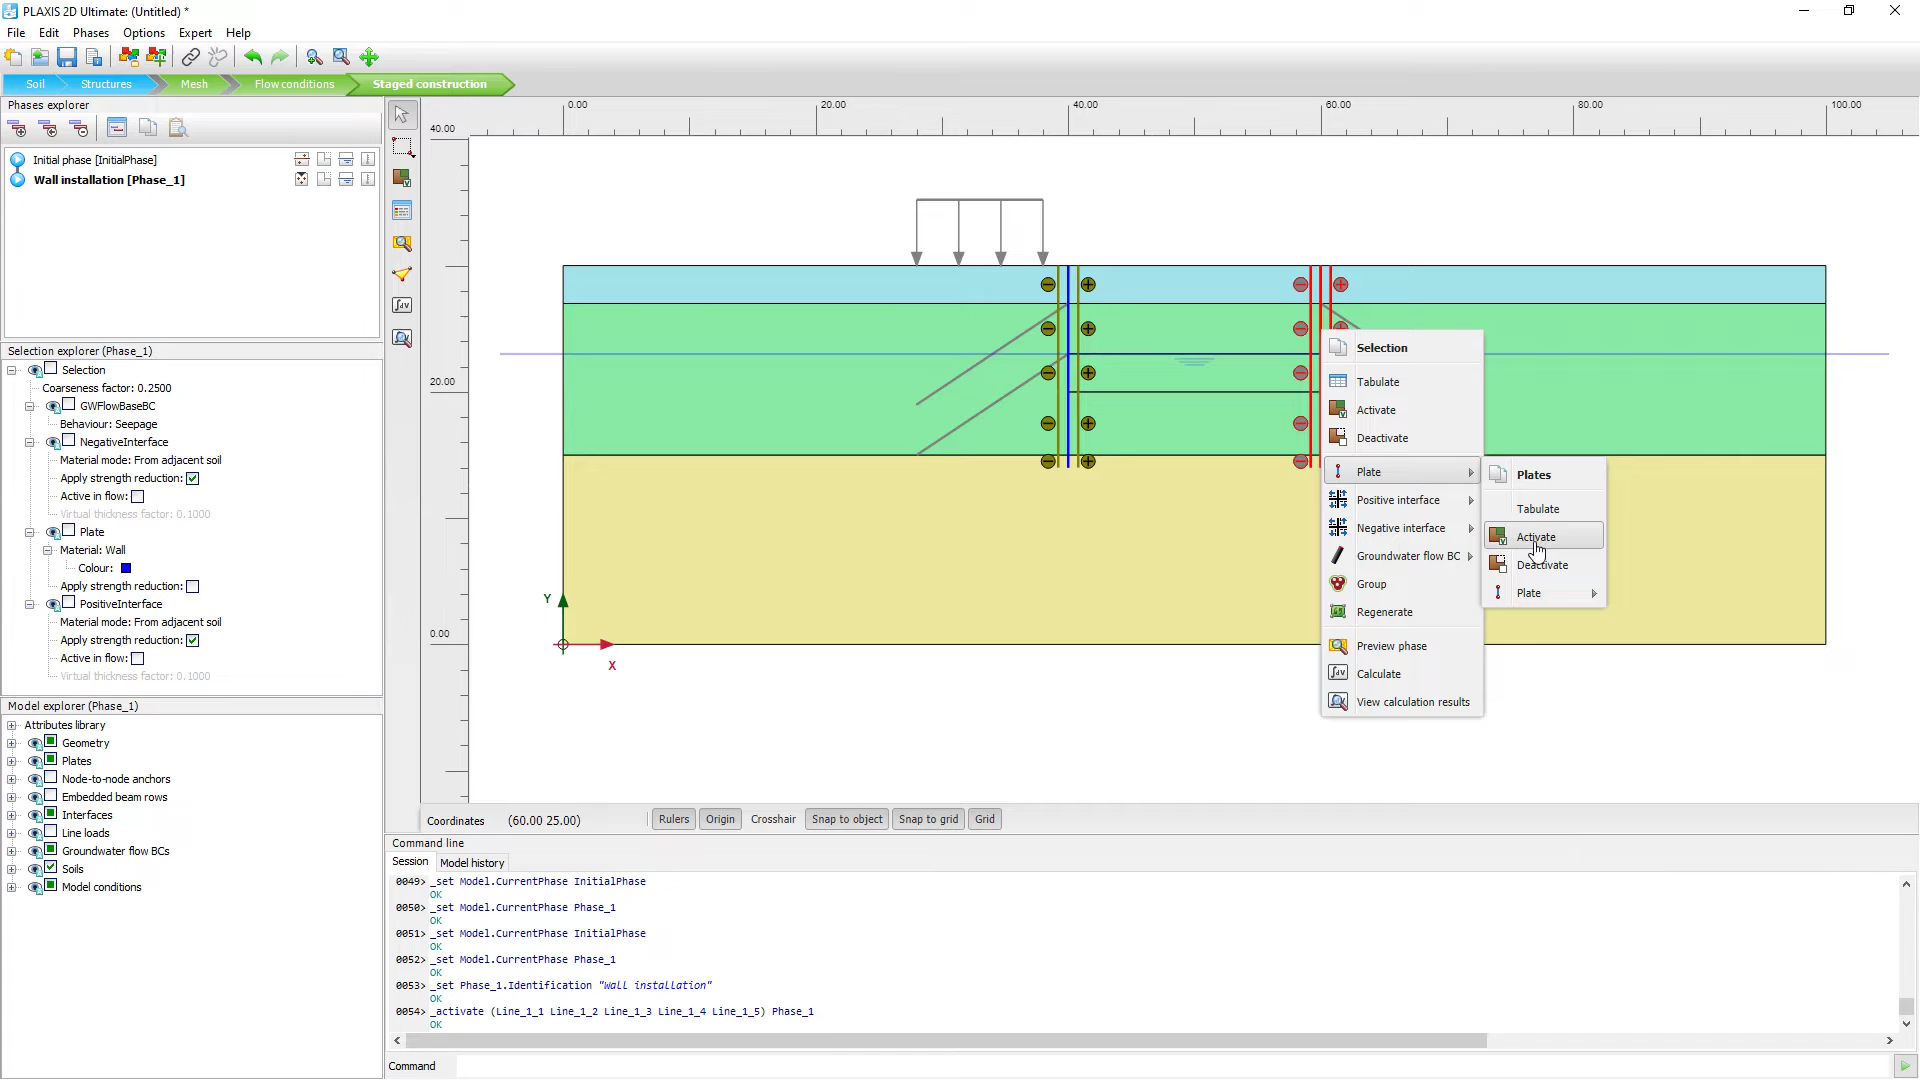 PLAXIS 2D Ultimate: (Untitled) *
File Edit Phases Options Expert Help
Soil Structures Mesh Flow conditions Staged construction
Phases explorer
Initial phase [InitialPhase]
Wall installation [Phase_1]
Selection explorer (Phase_1)
Selection
Coarseness factor: 0.2500
GWFlowBaseBC
Behaviour: Seepage
NegativeInterface
Material mode: From adjacent soil
Apply strength reduction:
Active in flow:
Virtual thickness factor: 0.1000
Plate
Material: Wall
Colour:
Apply strength reduction:
PositiveInterface
Material mode: From adjacent soil
Apply strength reduction:
Active in flow:
Virtual thickness factor: 0.1000
Model explorer (Phase_1)
Attributes library
Geometry
Plates
Node-to-node anchors
Embedded beam rows
Interfaces
Line loads
Groundwater flow BCs
Soils
Model conditions
0.00 20.00 40.00 60.00 80.00 100.00
40.00
20.00
0.00
Y
X
Selection
Tabulate
Activate
Deactivate
Plate
Positive interface
Negative interface
Groundwater flow BC
Group
Regenerate
Preview phase
Calculate
View calculation results
Plates
Tabulate
Activate
Deactivate
Plate
Coordinates (60.00 25.00) Rulers Origin Crosshair Snap to object Snap to grid Grid
Command line
Session Model history
0049> _set Model.CurrentPhase InitialPhase
OK
0050> _set Model.CurrentPhase Phase_1
OK
0051> _set Model.CurrentPhase InitialPhase
OK
0052> _set Model.CurrentPhase Phase_1
OK
0053> _set Phase_1.Identification "Wall installation"
OK
0054> _activate (Line_1_1 Line_1_2 Line_1_3 Line_1_4 Line_1_5) Phase_1
OK
Command